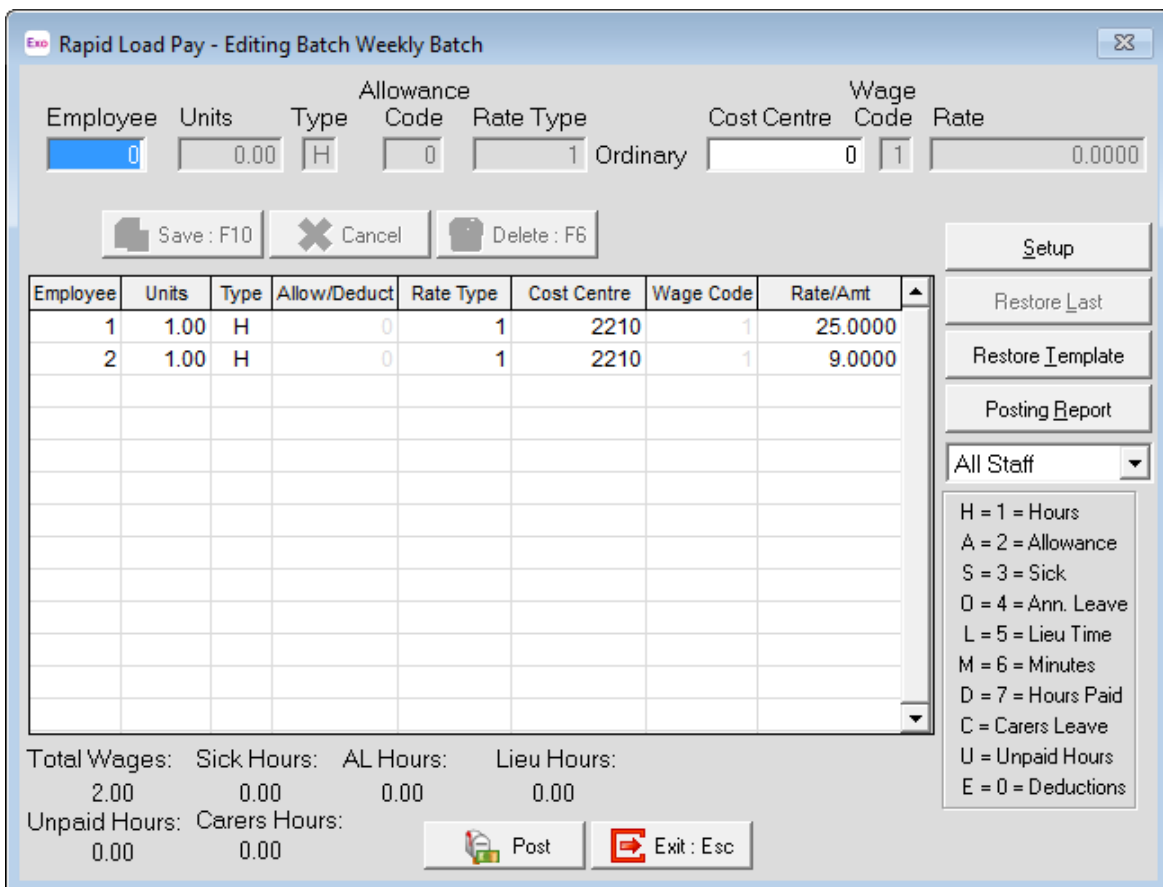 Exo Rapid Load Pay - Editing Batch Weekly Batch
Allowance Wage
Employee Units Type Code Rate Type Cost Centre Code Rate
0 0.00 H 0 1 Ordinary 0 1 0.0000
Save : F10 Cancel Delete : F6
Setup
Restore Last
Restore Template
Posting Report
All Staff
Employee Units Type Allow/Deduct Rate Type Cost Centre Wage Code Rate/Amt
1 1.00 H 0 1 2210 1 25.0000
2 1.00 H 0 1 2210 1 9.0000
H = 1 = Hours
A = 2 = Allowance
S = 3 = Sick
O = 4 = Ann. Leave
L = 5 = Lieu Time
M = 6 = Minutes
D = 7 = Hours Paid
C = Carers Leave
U = Unpaid Hours
E = 0 = Deductions
Total Wages: Sick Hours: AL Hours: Lieu Hours:
2.00 0.00 0.00 0.00
Unpaid Hours: Carers Hours:
0.00 0.00
Post Exit : Esc